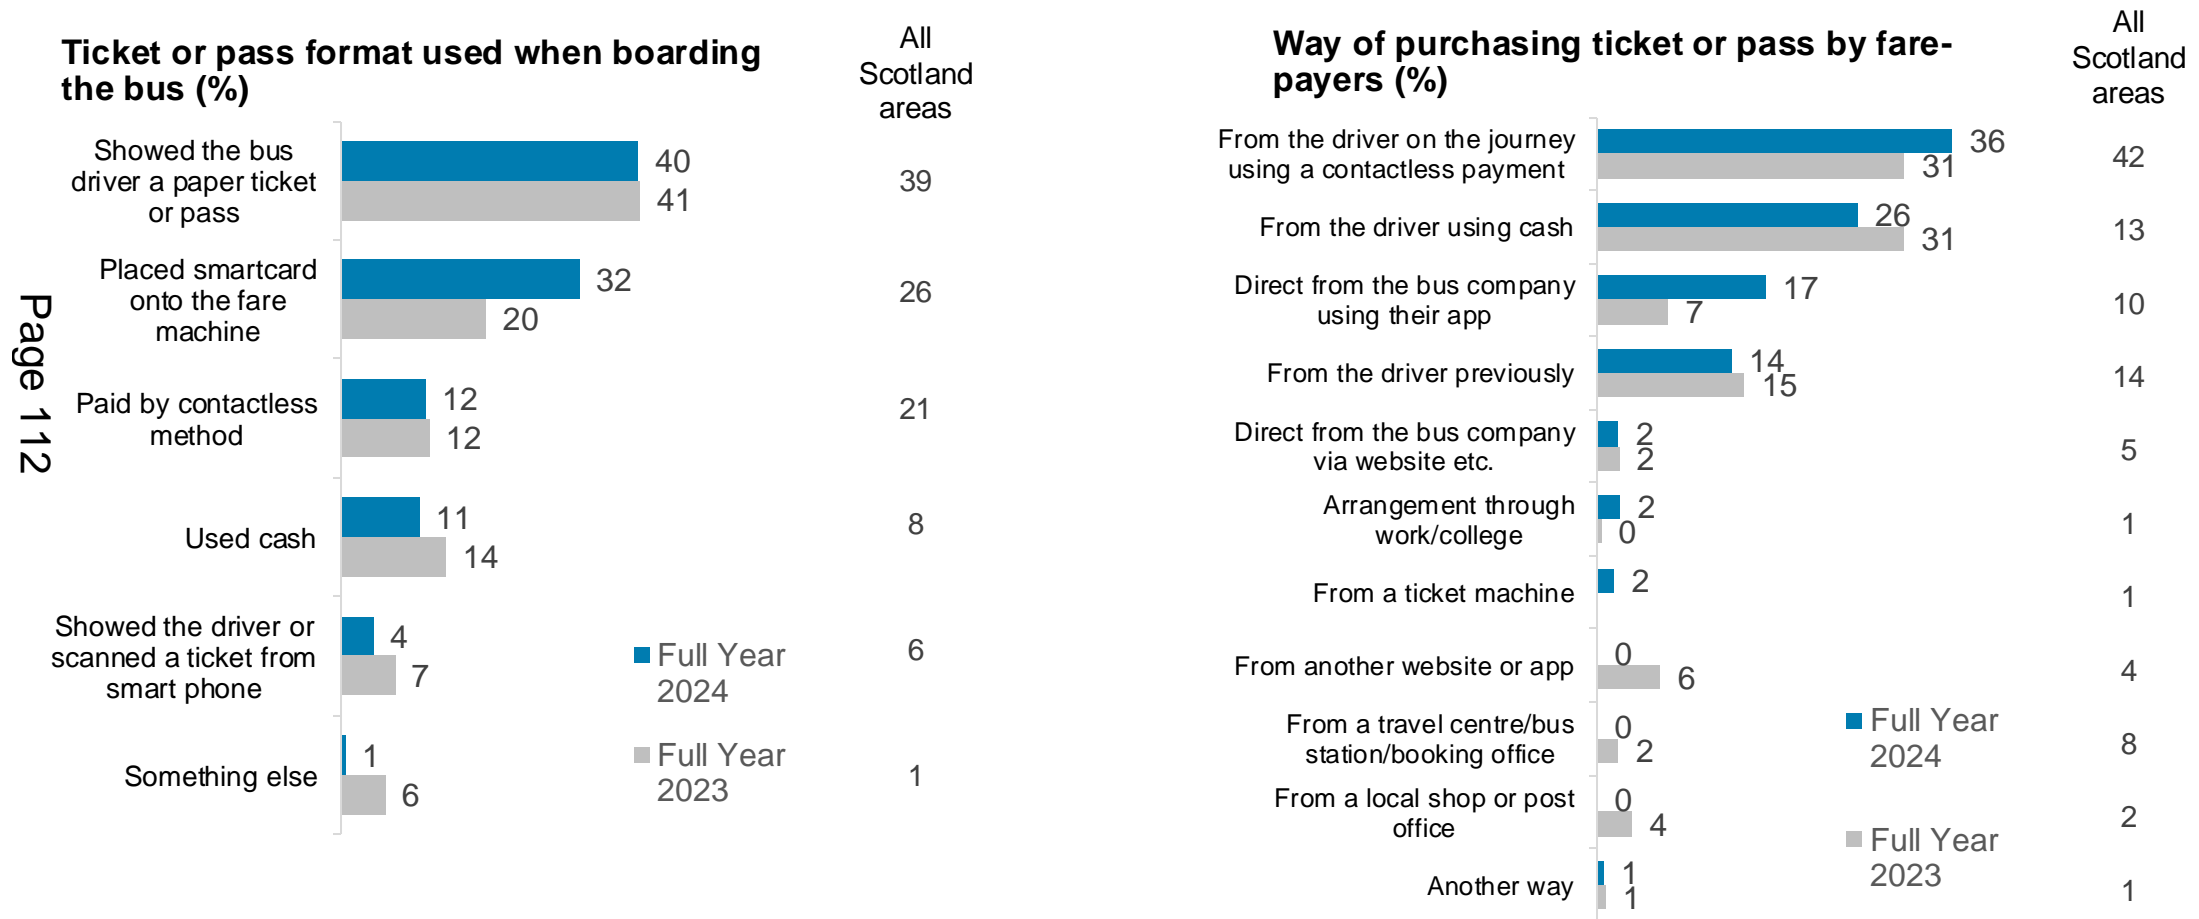 Page 112
Ticket or pass format used when boarding
the bus (%)
All
Scotland
areas
Showed the bus
driver a paper ticket
or pass
40
41
39
Placed smartcard
onto the fare
machine
32
20
26
Paid by contactless
method
12
12
21
Used cash
11
14
8
Showed the driver or
scanned a ticket from
smart phone
4
7
6
Something else
1
6
1
Full Year
2024
Full Year
2023
Way of purchasing ticket or pass by fare-
payers (%)
All
Scotland
areas
From the driver on the journey
using a contactless payment
36
31
42
From the driver using cash
26
31
13
Direct from the bus company
using their app
17
7
10
From the driver previously
14
15
14
Direct from the bus company
via website etc.
2
2
5
Arrangement through
work/college
2
0
1
From a ticket machine
2
1
From another website or app
0
6
4
From a travel centre/bus
station/booking office
0
2
8
From a local shop or post
office
0
4
2
Another way
1
1
1
Full Year
2024
Full Year
2023